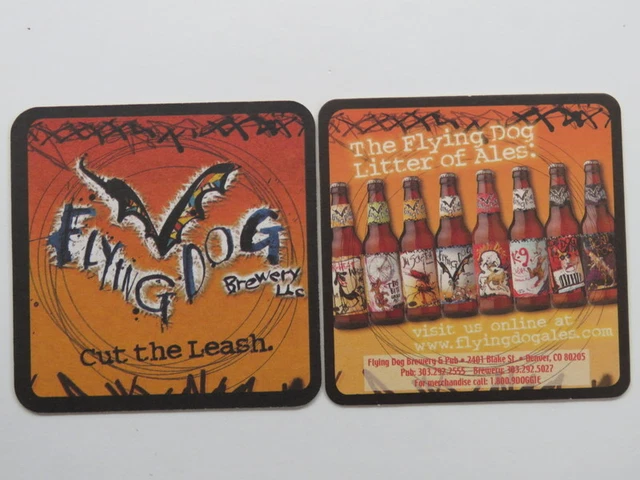 FLYING DOG
Brewery
LLC
Cut the Leash.
The Flying Dog
Litter of Ales:
K-9
visit us online at
www.flyingdogales.com
Flying Dog Brewery & Pub • 2401 Blake St. • Denver, CO 80205
Pub: 303.292.2555 Brewery: 303.292.5027
For merchandise call: 1.800.9DOGGIE